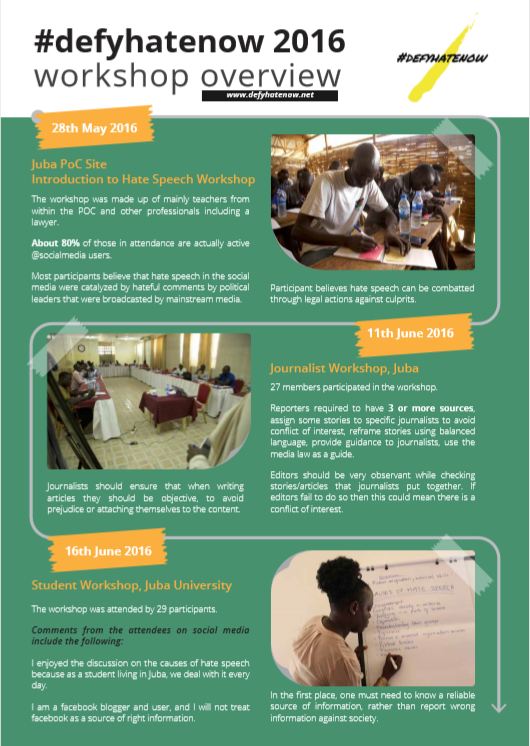 #defyhatenow 2016
workshop overview
www.defyhatenow.net
#DEFYHATENOW
28th May 2016
Juba PoC Site
Introduction to Hate Speech Workshop
The workshop was made up of mainly teachers from
within the POC and other professionals including a
lawyer.
About 80% of those in attendance are actually active
@socialmedia users.
Most participants believe that hate speech in the social
media were catalyzed by hateful comments by political
leaders that were broadcasted by mainstream media.
Participant believes hate speech can be combatted
through legal actions against culprits.
11th June 2016
Journalist Workshop, Juba
27 members participated in the workshop.
Reporters required to have 3 or more sources,
assign some stories to specific journalists to avoid
conflict of interest, reframe stories using balanced
language, provide guidance to journalists, use the
media law as a guide.
Editors should be very observant while checking
stories/articles that journalists put together. If
editors fail to do so then this could mean there is a
conflict of interest.
Journalists should ensure that when writing
articles they should be objective, to avoid
prejudice or attaching themselves to the content.
16th June 2016
Student Workshop, Juba University
The workshop was attended by 29 participants.
Comments from the attendees on social media
include the following:
I enjoyed the discussion on the causes of hate speech
because as a student living in Juba, we deal with it every
day.
I am a facebook blogger and user, and I will not treat
facebook as a source of right information.
CAUSES OF HATE SPEECH
In the first place, one must need to know a reliable
source of information, rather than report wrong
information against society.